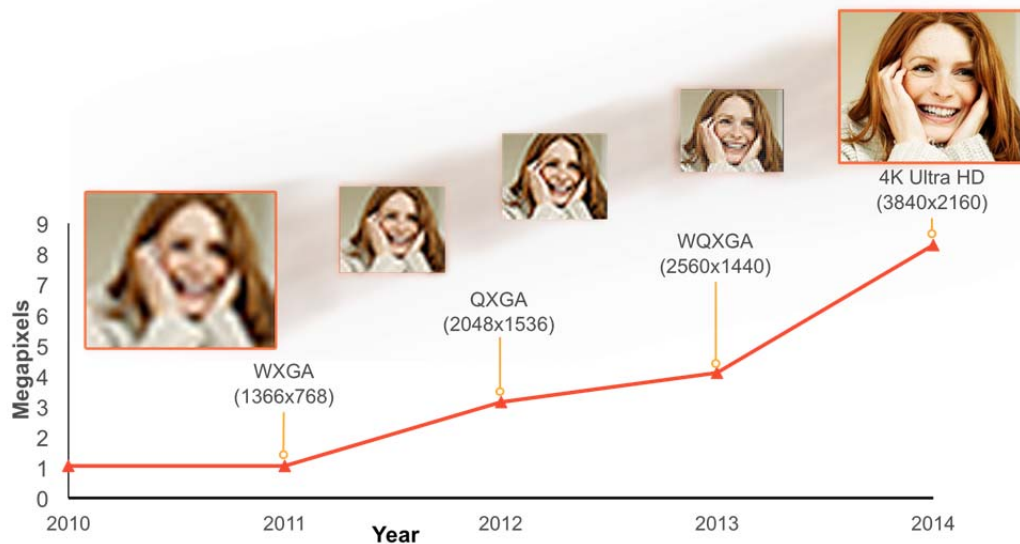 4K Ultra HD
(3840x2160)
WQXGA
(2560x1440)
QXGA
(2048x1536)
WXGA
(1366x768)
Megapixels
9
8
7
6
5
4
3
2
1
0
2010
2011
2012
2013
2014
Year